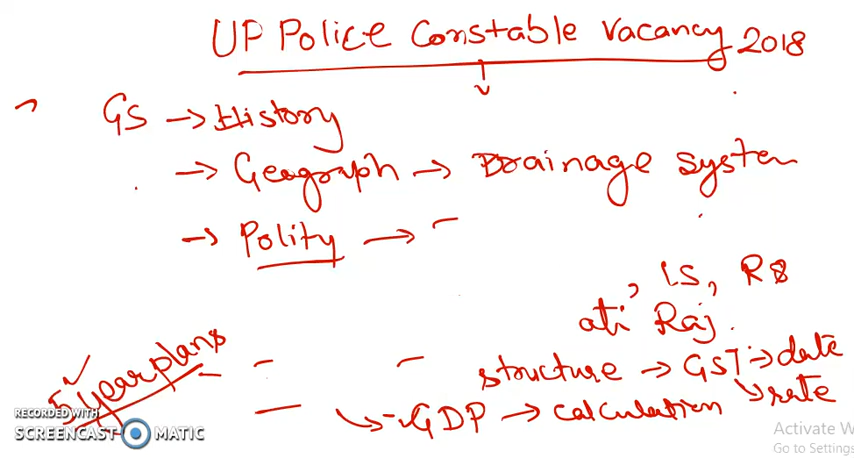 UP Police Constable Vacancy 2018
GS → History
→ Geograph → Drainage system
→ Polity →
, LS, RS
ati Raj.
5 year plans
structure → GST → date
→ rate
GDP → calculation
RECORDED WITH
SCREENCAST MATIC
Activate W
Go to Settings